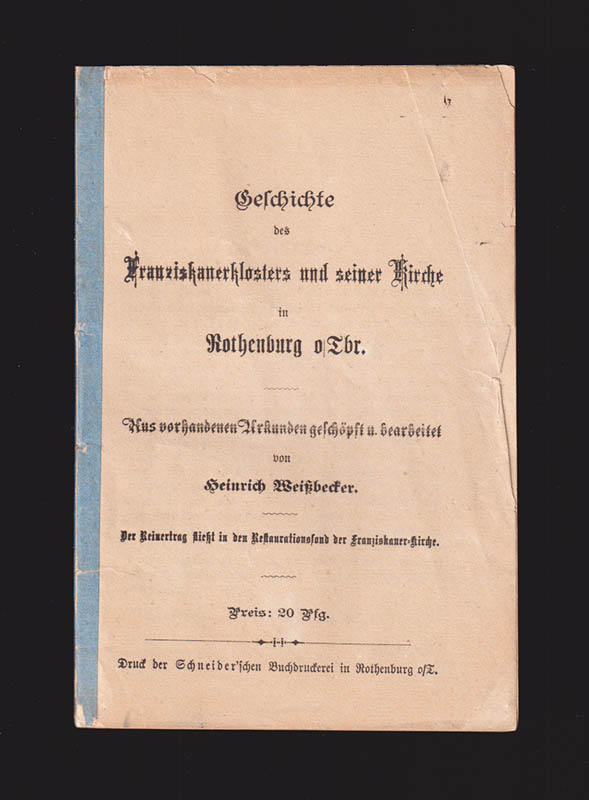 Geschichte
des
Franziskanerklosters und seiner Kirche
in
Rothenburg o/Tbr.
Aus vorhandenen Urkunden geschöpft u. bearbeitet
von
Heinrich Weißbecker.
Der Reinertrag fließt in den Restaurationsfond der Franziskaner-Kirche.
Preis: 20 Pfg.
Druck der Schneider'schen Buchdruckerei in Rothenburg o/T.